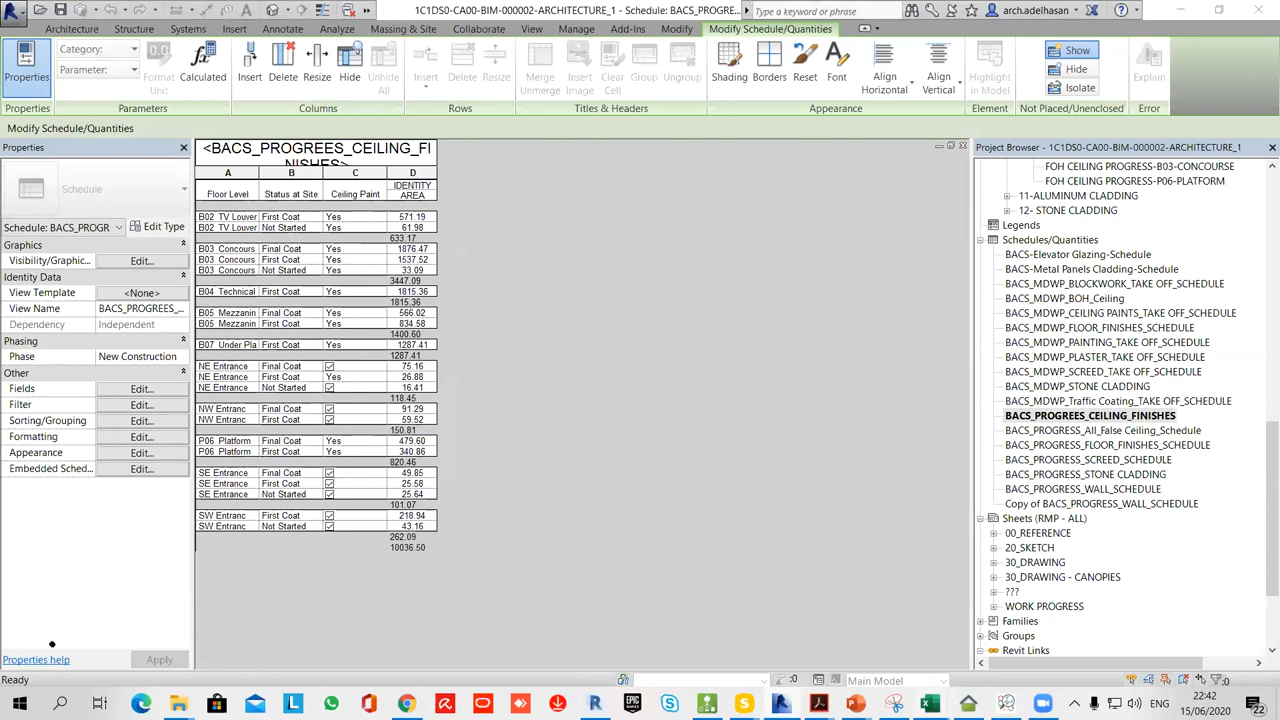 1C1DS0-CA00-BIM-000002-ARCHITECTURE_1 - Schedule: BACS_PROGRE...
Type a keyword or phrase
arch.adelhasan
Architecture Structure Systems Insert Annotate Analyze Massing & Site Collaborate View Manage Add-Ins Modify Modify Schedule/Quantities
Properties
Category:
Parameter:
Format Unit
Calculated
Insert Delete Resize Hide Unhide All
Insert Delete Resize
Merge Unmerge
Insert Image
Clear Cell
Group Ungroup
Shading Borders Reset Font
Align Horizontal
Align Vertical
Highlight in Model
Show
Hide
Isolate
Explain
Properties Parameters Columns Rows Titles & Headers Appearance Element Not Placed/Unenclosed Error
Modify Schedule/Quantities
Properties
Schedule
Schedule: BACS_PROGR
Edit Type
Graphics
Visibility/Graphic... Edit...
Identity Data
View Template <None>
View Name BACS_PROGREES_...
Dependency Independent
Phasing
Phase New Construction
Other
Fields Edit...
Filter Edit...
Sorting/Grouping Edit...
Formatting Edit...
Appearance Edit...
Embedded Sched... Edit...
Properties help
Apply
<BACS_PROGREES_CEILING_FI
NISHES>
A B C D
Floor Level Status at Site Ceiling Paint IDENTITY AREA
B02 TV Louver First Coat Yes 571.19
B02 TV Louver Not Started Yes 61.98
633.17
B03 Concours Final Coat Yes 1876.47
B03 Concours First Coat Yes 1537.52
B03 Concours Not Started Yes 33.09
3447.09
B04 Technical First Coat Yes 1815.36
1815.36
B05 Mezzanin Final Coat Yes 566.02
B05 Mezzanin First Coat Yes 834.58
1400.60
B07 Under Pla First Coat Yes 1287.41
1287.41
NE Entrance Final Coat 75.16
NE Entrance First Coat Yes 26.88
NE Entrance Not Started 16.41
118.45
NW Entranc Final Coat 91.29
NW Entranc First Coat 59.52
150.81
P06 Platform Final Coat Yes 479.60
P06 Platform First Coat Yes 340.86
820.46
SE Entrance Final Coat 49.85
SE Entrance First Coat 25.58
SE Entrance Not Started 25.64
101.07
SW Entranc First Coat 218.94
SW Entranc Not Started 43.16
262.09
10036.50
Project Browser - 1C1DS0-CA00-BIM-000002-ARCHITECTURE_1
FOH CEILING PROGRESS-B03-CONCOURSE
FOH CEILING PROGRESS-P06-PLATFORM
11-ALUMINUM CLADDING
12- STONE CLADDING
Legends
Schedules/Quantities
BACS-Elevator Glazing-Schedule
BACS-Metal Panels Cladding-Schedule
BACS_MDWP_BLOCKWORK_TAKE OFF_SCHEDULE
BACS_MDWP_BOH_Ceiling
BACS_MDWP_CEILING PAINTS_TAKE OFF_SCHEDULE
BACS_MDWP_FLOOR_FINISHES_SCHEDULE
BACS_MDWP_PAINTING_TAKE OFF_SCHEDULE
BACS_MDWP_PLASTER_TAKE OFF_SCHEDULE
BACS_MDWP_SCREED_TAKE OFF_SCHEDULE
BACS_MDWP_STONE CLADDING
BACS_MDWP_Traffic Coating_TAKE OFF_SCHEDULE
BACS_PROGREES_CEILING_FINISHES
BACS_PROGRESS_All_False Ceiling_Schedule
BACS_PROGRESS_FLOOR_FINISHES_SCHEDULE
BACS_PROGRESS_SCREED_SCHEDULE
BACS_PROGRESS_STONE CLADDING
BACS_PROGRESS_WALL_SCHEDULE
Copy of BACS_PROGRESS_WALL_SCHEDULE
Sheets (RMP - ALL)
00_REFERENCE
20_SKETCH
30_DRAWING
30_DRAWING - CANOPIES
???
WORK PROGRESS
Families
Groups
Revit Links
Ready
:0
Main Model
:0
ENG
22:42
15/06/2020
22